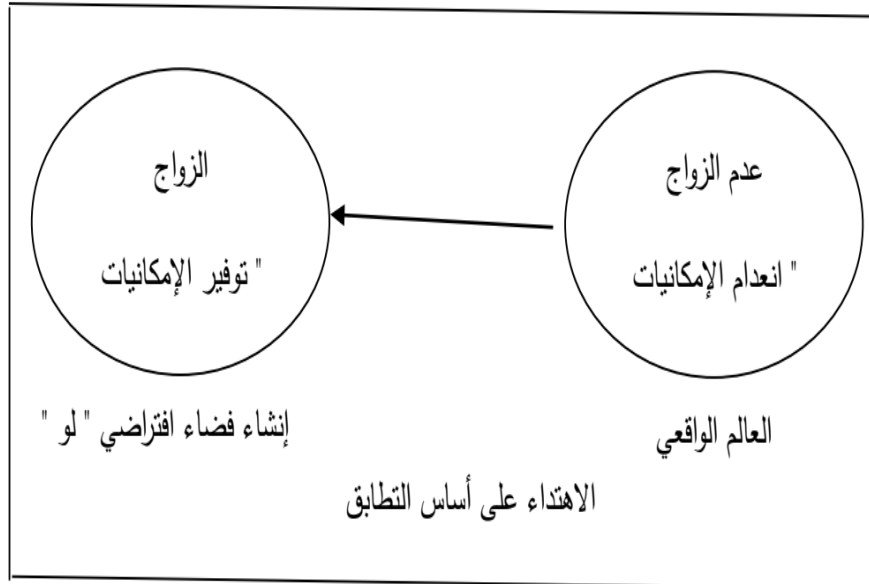 عدم الزواج
" انعدام الإمكانيات
الزواج
" توفير الإمكانيات
العالم الواقعي
إنشاء فضاء افتراضي " لو "
الاهتداء على أساس التطابق